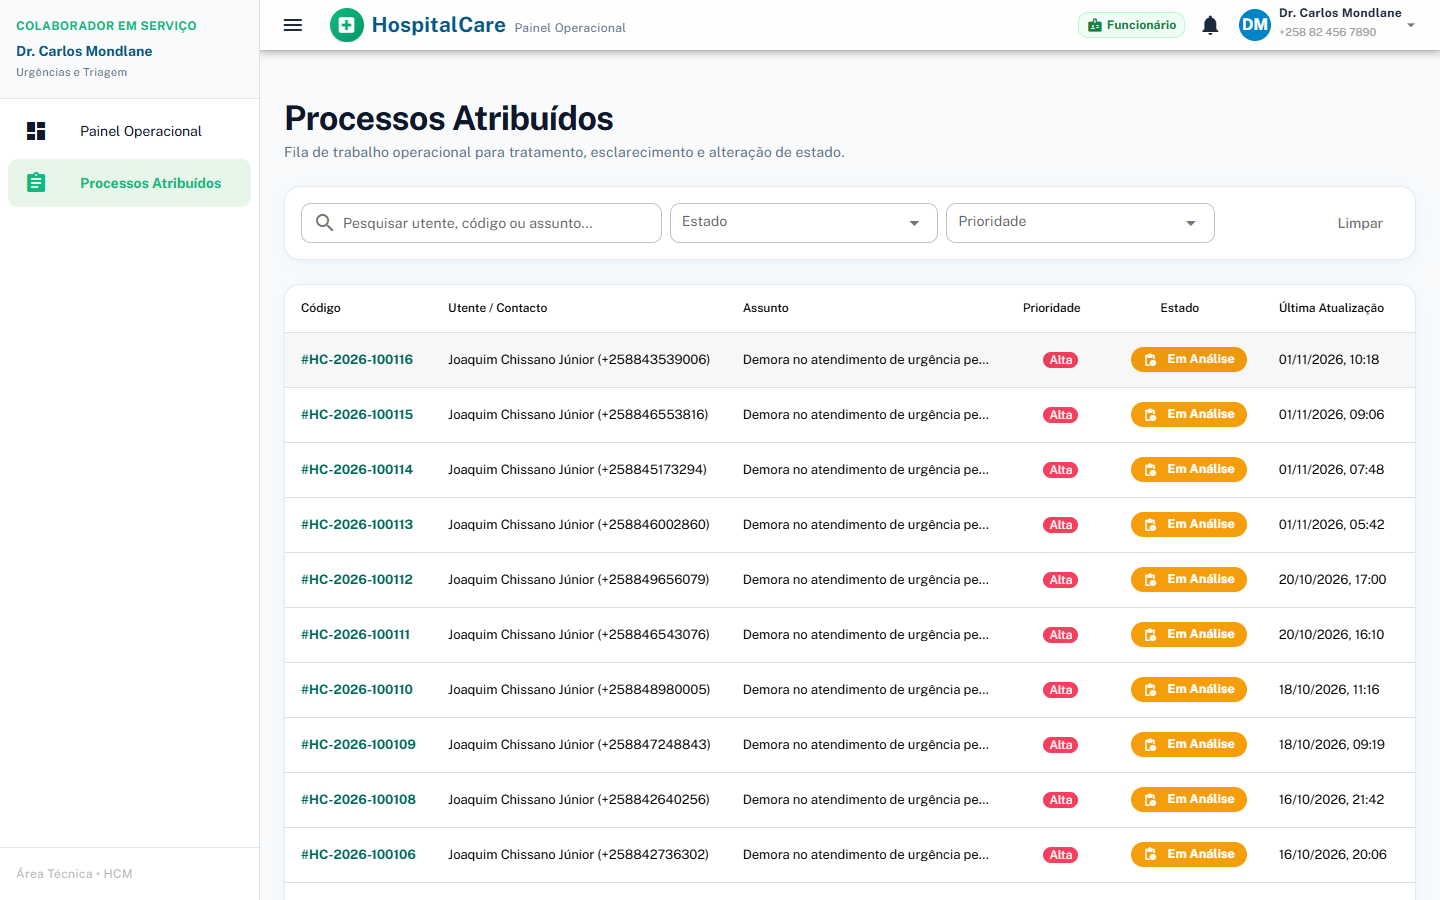 COLABORADOR EM SERVIÇO
Dr. Carlos Mondlane
Urgências e Triagem
Painel Operacional
Processos Atribuídos
Área Técnica • HCM
HospitalCare Painel Operacional
Funcionário
DM
Dr. Carlos Mondlane
+258 82 456 7890
Processos Atribuídos
Fila de trabalho operacional para tratamento, esclarecimento e alteração de estado.
Pesquisar utente, código ou assunto... Estado Prioridade Limpar
Código Utente / Contacto Assunto Prioridade Estado Última Atualização
#HC-2026-100116 Joaquim Chissano Júnior (+258843539006) Demora no atendimento de urgência pe... Alta Em Análise 01/11/2026, 10:18
#HC-2026-100115 Joaquim Chissano Júnior (+258846553816) Demora no atendimento de urgência pe... Alta Em Análise 01/11/2026, 09:06
#HC-2026-100114 Joaquim Chissano Júnior (+258845173294) Demora no atendimento de urgência pe... Alta Em Análise 01/11/2026, 07:48
#HC-2026-100113 Joaquim Chissano Júnior (+258846002860) Demora no atendimento de urgência pe... Alta Em Análise 01/11/2026, 05:42
#HC-2026-100112 Joaquim Chissano Júnior (+258849656079) Demora no atendimento de urgência pe... Alta Em Análise 20/10/2026, 17:00
#HC-2026-100111 Joaquim Chissano Júnior (+258846543076) Demora no atendimento de urgência pe... Alta Em Análise 20/10/2026, 16:10
#HC-2026-100110 Joaquim Chissano Júnior (+258848980005) Demora no atendimento de urgência pe... Alta Em Análise 18/10/2026, 11:16
#HC-2026-100109 Joaquim Chissano Júnior (+258847248843) Demora no atendimento de urgência pe... Alta Em Análise 18/10/2026, 09:19
#HC-2026-100108 Joaquim Chissano Júnior (+258842640256) Demora no atendimento de urgência pe... Alta Em Análise 16/10/2026, 21:42
#HC-2026-100106 Joaquim Chissano Júnior (+258842736302) Demora no atendimento de urgência pe... Alta Em Análise 16/10/2026, 20:06